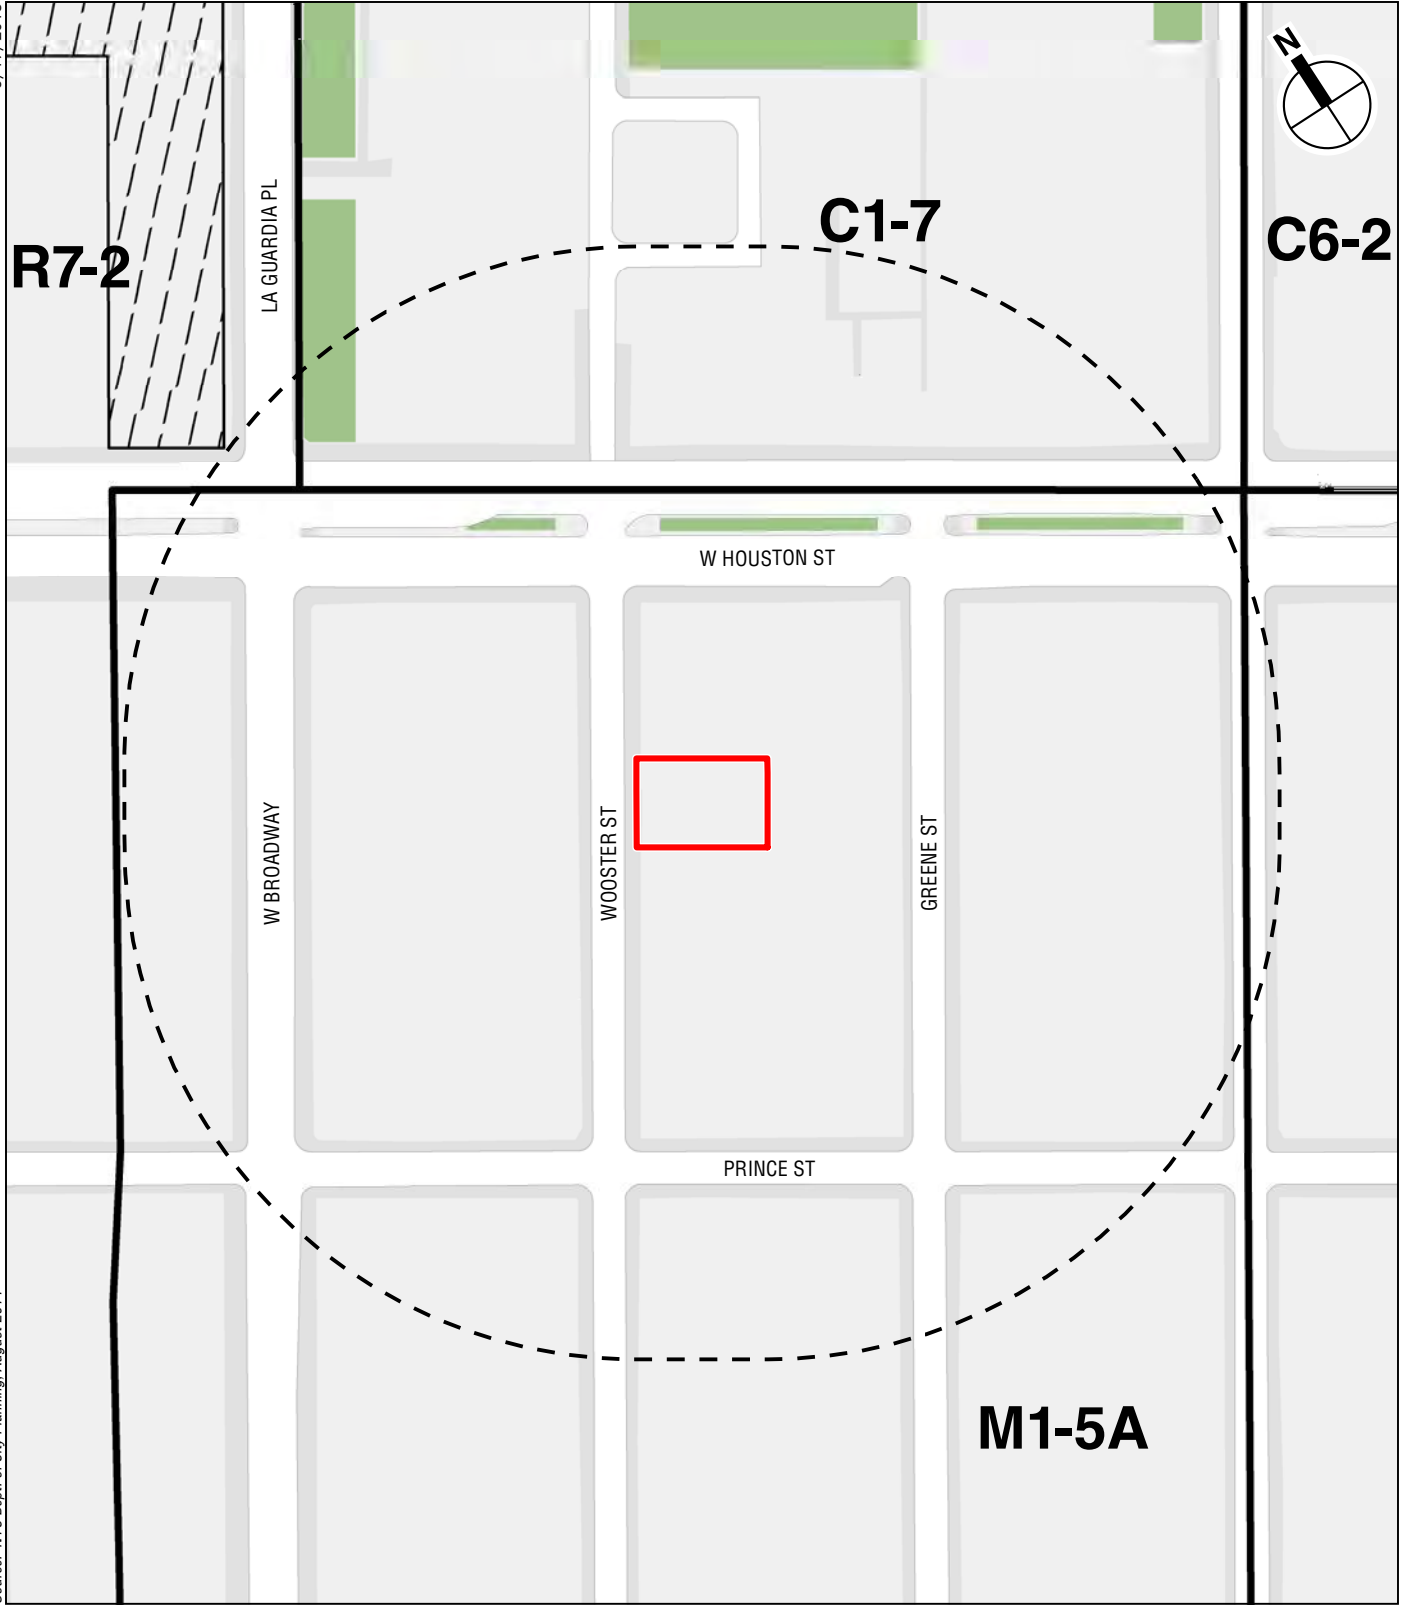 N
C1-7
C6-2
R7-2
LA GUARDIA PL
W HOUSTON ST
W BROADWAY
WOOSTER ST
GREENE ST
PRINCE ST
M1-5A